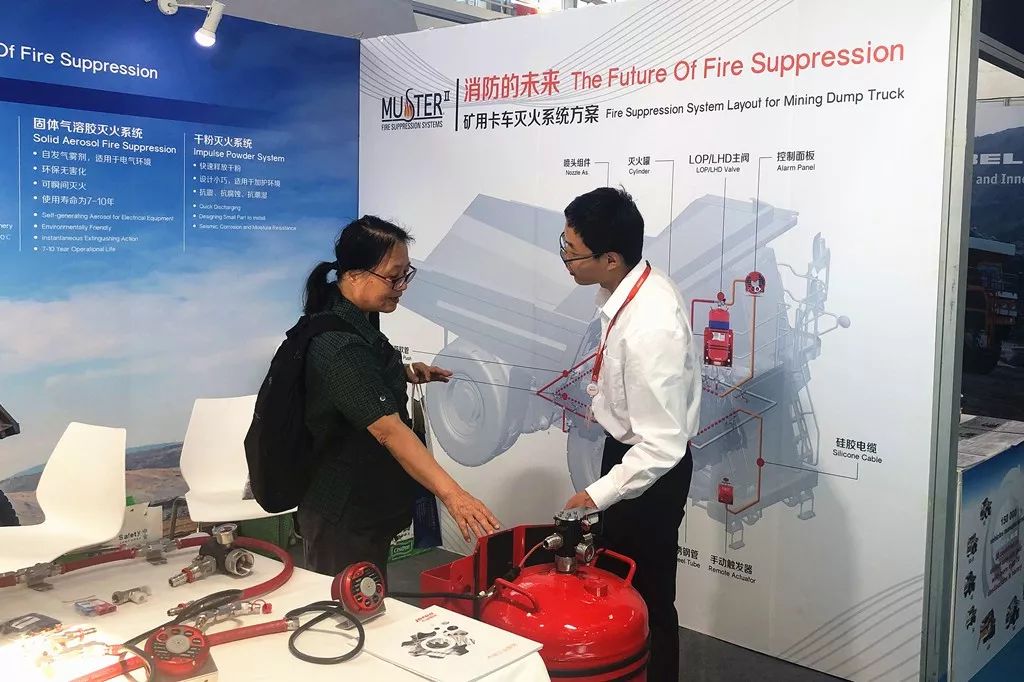 Of Fire Suppression
固体气溶胶灭火系统
Solid Aerosol Fire Suppression
• 自发气雾剂，适用于电气环境
• 环保无害化
• 可瞬间灭火
• 使用寿命为7-10年
• Self-generating Aerosol for Electrical Equipment
• Environmentally Friendly
• Instantaneous Extinguishing Action
• 7-10 Year Operational Life
干粉灭火系统
Impulse Powder System
• 快速释放干粉
• 设计小巧，适用于加护环境
• 抗震、抗腐蚀、抗潮湿
• Quick Discharging
• Designing Small Part to Install
• Seismic, Corrosion and Moisture Resistance
MUSTER II
FIRE SUPPRESSION SYSTEMS
消防的未来 The Future Of Fire Suppression
矿用卡车灭火系统方案 Fire Suppression System Layout for Mining Dump Truck
喷头组件
Nozzle As
灭火罐
Cylinder
LOP/LHD主阀
LOP/LHD Valve
控制面板
Alarm Panel
硅胶电缆
Silicone Cable
钢管
eel Tube
手动触发器
Remote Actuator
BEL
and Inno
Safety
150 000